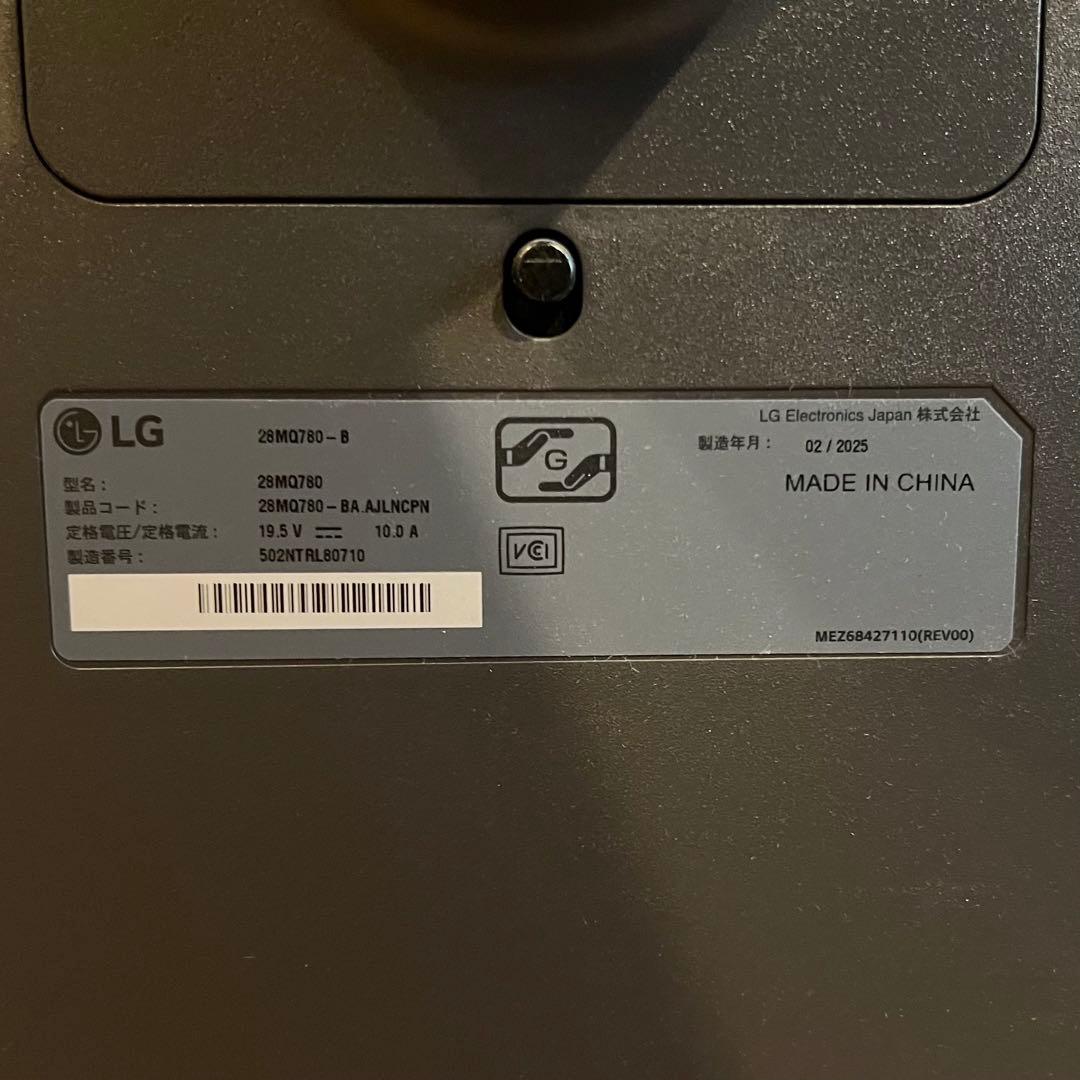 LG
28MQ780-B
型名: 28MQ780
製品コード: 28MQ780-BA.AJLNCPN
定格電圧/定格電流: 19.5 V 10.0 A
製造番号: 502NTRL80710
G
VCI
LG Electronics Japan 株式会社
製造年月: 02 / 2025
MADE IN CHINA
MEZ68427110(REV00)